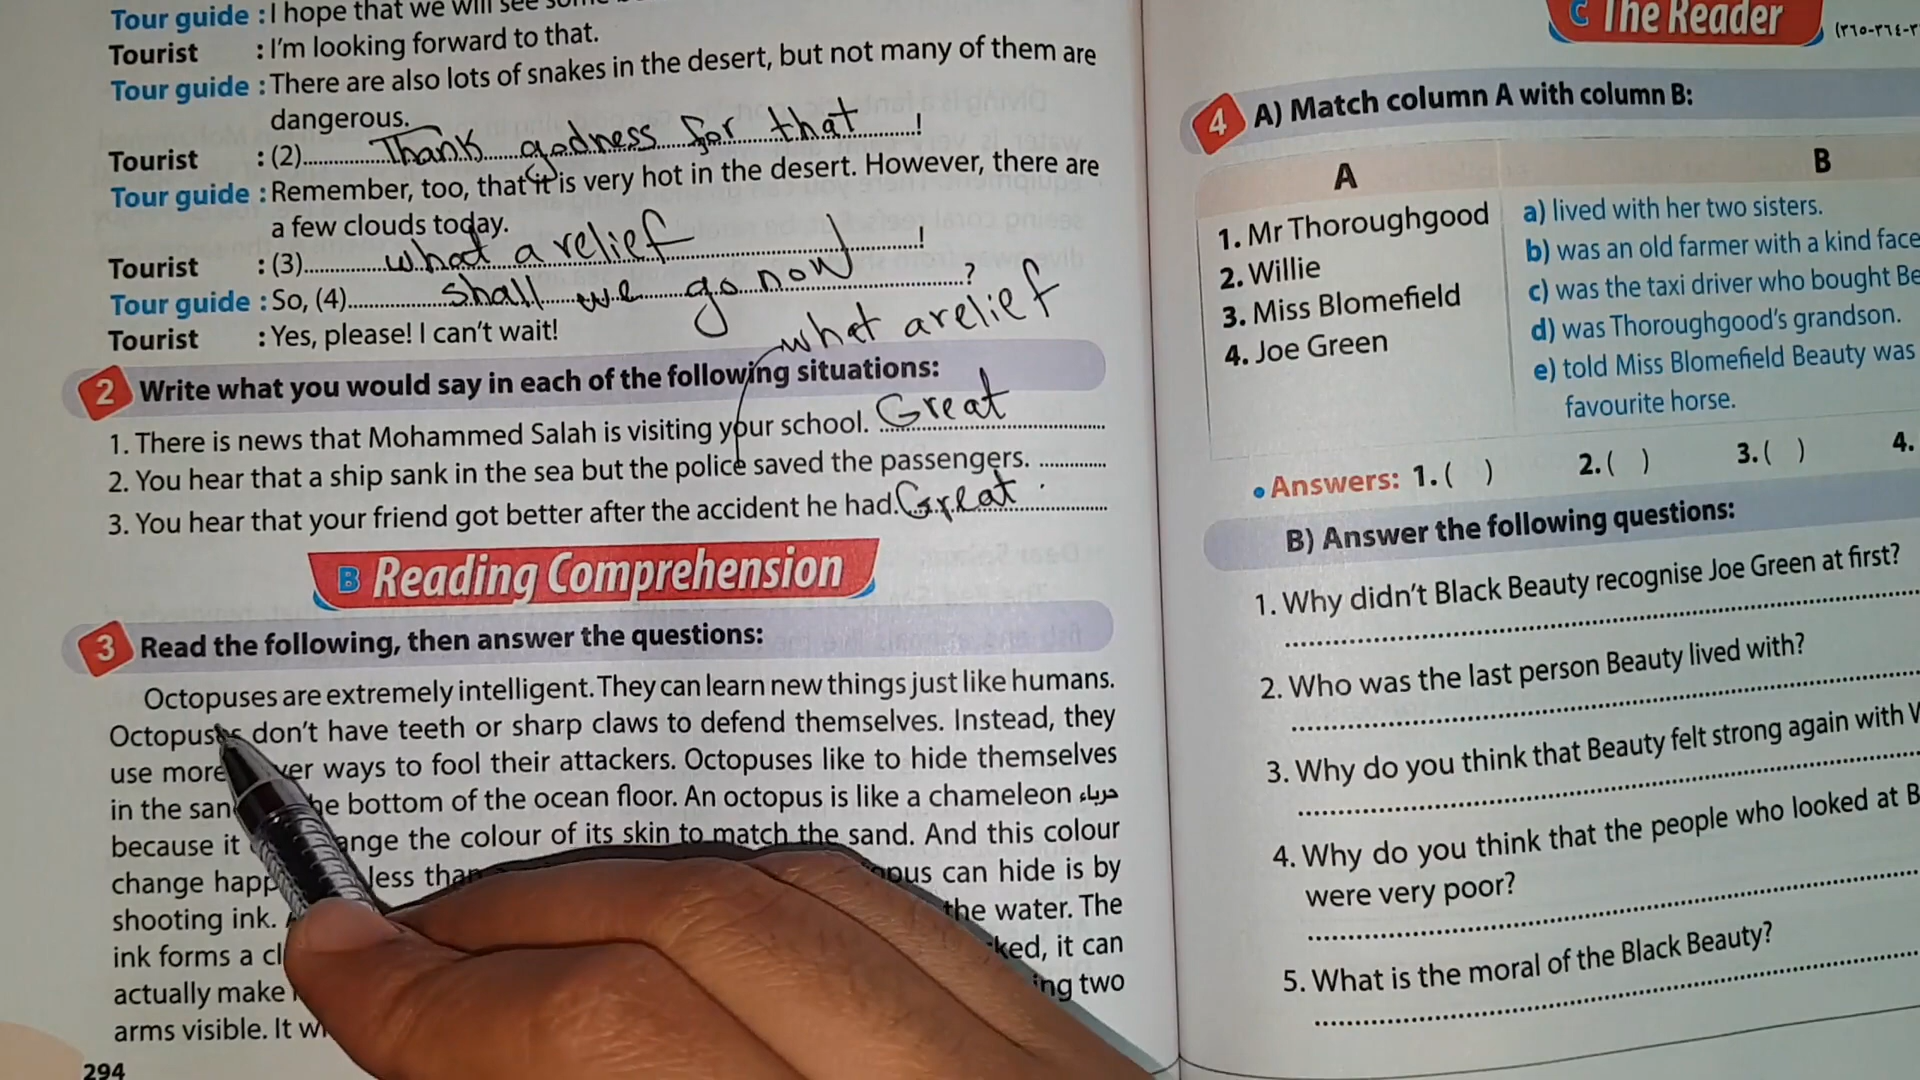 Tour guide : I hope that we will see
Tourist : I'm looking forward to that.
Tour guide : There are also lots of snakes in the desert, but not many of them are
dangerous.
Tourist : (2)......Thank godness for that......!
Tour guide : Remember, too, that it is very hot in the desert. However, there are
a few clouds today.
Tourist : (3)......what a relief......!
Tour guide : So, (4)......shall we go now......?
Tourist : Yes, please! I can't wait!
what arelief
2 Write what you would say in each of the following situations:
1. There is news that Mohammed Salah is visiting your school. Great
2. You hear that a ship sank in the sea but the police saved the passengers. ............
3. You hear that your friend got better after the accident he had. Great
B Reading Comprehension
3 Read the following, then answer the questions:
Octopuses are extremely intelligent. They can learn new things just like humans.
Octopuses don't have teeth or sharp claws to defend themselves. Instead, they
use more ways to fool their attackers. Octopuses like to hide themselves
in the bottom of the ocean floor. An octopus is like a chameleon حرباء
because it the colour of its skin to match the sand. And this colour
change less than can hide is by
shooting ink. the water. The
ink forms a it can
actually make two
arms visible. It
294
C The Reader
(٣٦٥-٣٦٤-٣
4 A) Match column A with column B:
A B
1. Mr Thoroughgood
2. Willie
3. Miss Blomefield
4. Joe Green
a) lived with her two sisters.
b) was an old farmer with a kind face
c) was the taxi driver who bought
d) was Thoroughgood's grandson.
e) told Miss Blomefield Beauty was
favourite horse.
• Answers: 1. ( ) 2. ( ) 3. ( ) 4.
B) Answer the following questions:
1. Why didn't Black Beauty recognise Joe Green at first?
2. Who was the last person Beauty lived with?
3. Why do you think that Beauty felt strong again with
4. Why do you think that the people who looked at
were very poor?
5. What is the moral of the Black Beauty?